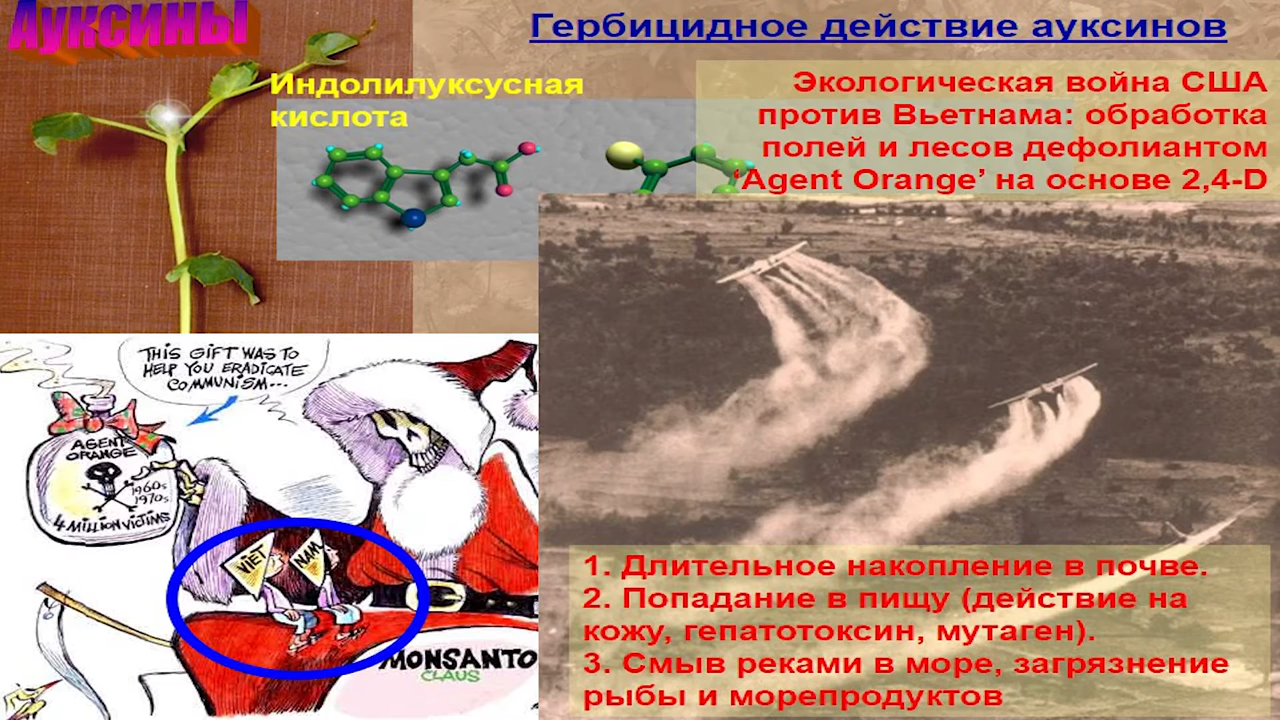 Ауксины
Гербицидное действие ауксинов
Индолилуксусная
кислота
Экологическая война США
против Вьетнама: обработка
полей и лесов дефолиантом
‘Agent Orange’ на основе 2,4-D
THIS GIFT WAS TO
HELP YOU ERADICATE
COMMUNISM...
AGENT
ORANGE
1960s
1970s
4 MILLION VICTIMS
VIET
NAM
MONSANTO
CLAUS
1. Длительное накопление в почве.
2. Попадание в пищу (действие на
кожу, гепатотоксин, мутаген).
3. Смыв реками в море, загрязнение
рыбы и морепродуктов